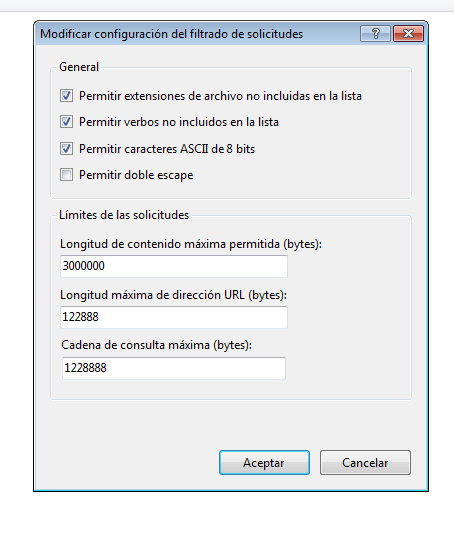 Modificar configuración del filtrado de solicitudes
?
General
Permitir extensiones de archivo no incluidas en la lista
Permitir verbos no incluidos en la lista
Permitir caracteres ASCII de 8 bits
Permitir doble escape
Límites de las solicitudes
Longitud de contenido máxima permitida (bytes):
3000000
Longitud máxima de dirección URL (bytes):
122888
Cadena de consulta máxima (bytes):
1228888
Aceptar Cancelar